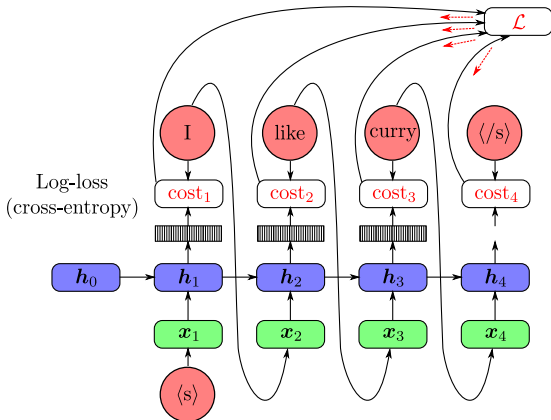 ℒ
I like curry ⟨/s⟩
Log-loss
(cross-entropy)
cost₁ cost₂ cost₃ cost₄
h₀ h₁ h₂ h₃ h₄
x₁ x₂ x₃ x₄
⟨s⟩